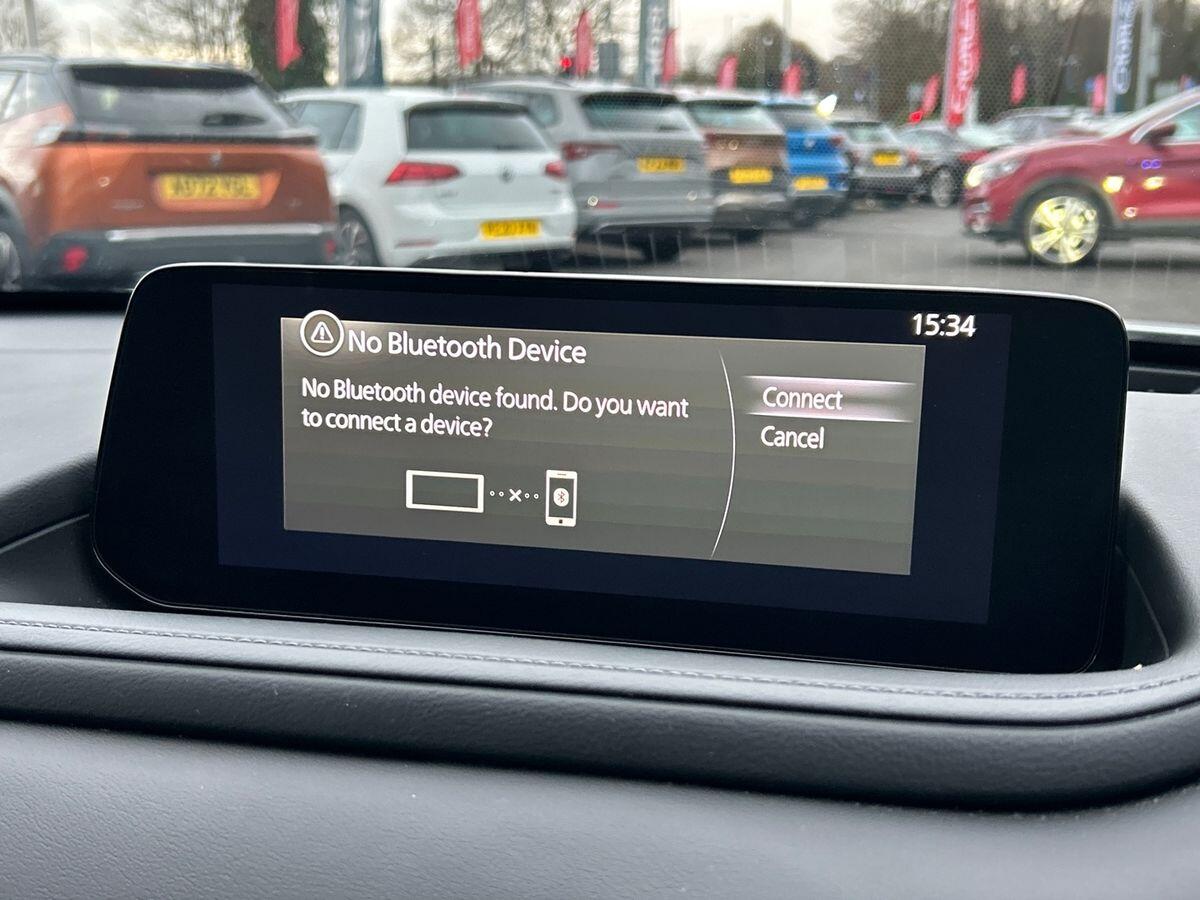 15:34
No Bluetooth Device
No Bluetooth device found. Do you want
to connect a device?
Connect
Cancel